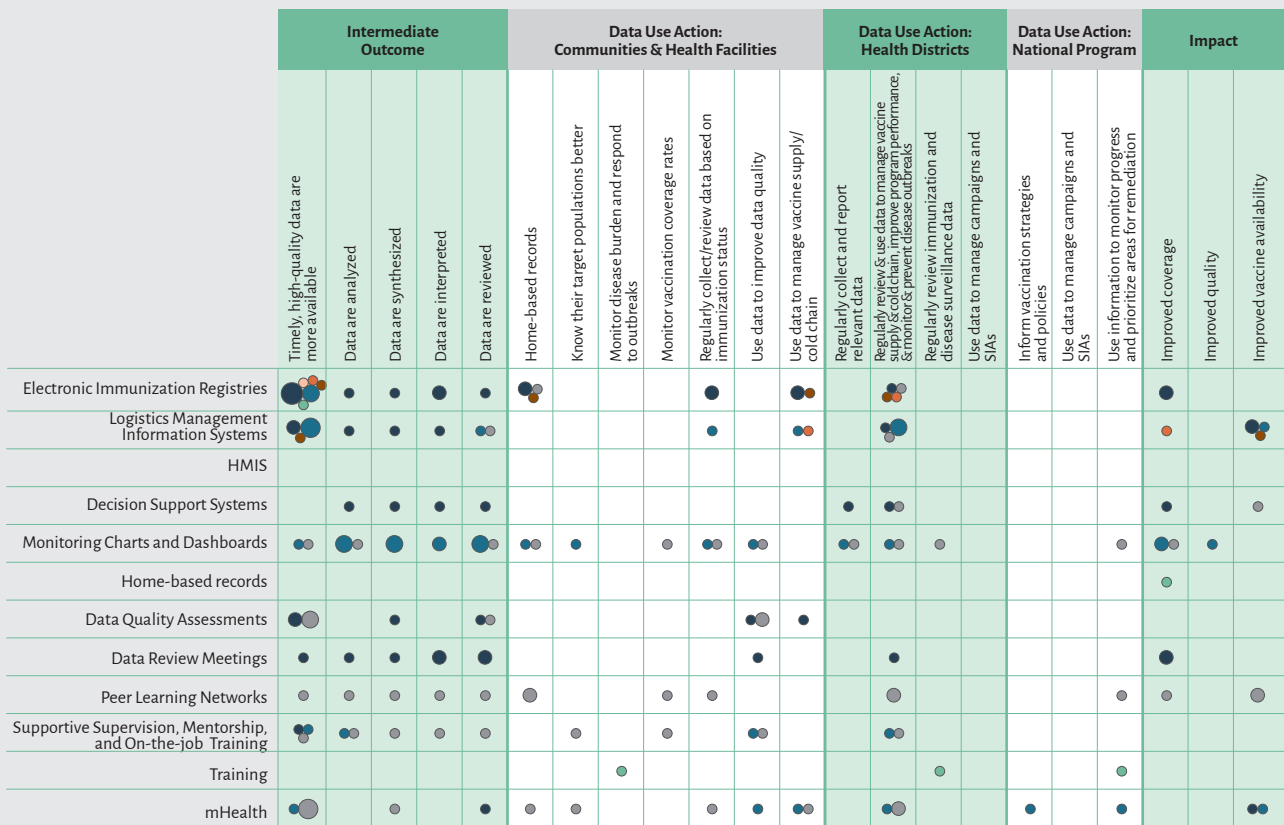 Intermediate
Outcome
Data Use Action:
Communities & Health Facilities
Data Use Action:
Health Districts
Data Use Action:
National Program
Impact
Timely, high-quality data are
more available
Data are analyzed
Data are synthesized
Data are interpreted
Data are reviewed
Home-based records
Know their target populations better
Monitor disease burden and respond
to outbreaks
Monitor vaccination coverage rates
Regularly collect/review data based on
immunization status
Use data to improve data quality
Use data to manage vaccine supply/
cold chain
Regularly collect and report
relevant data
Regularly review & use data to manage vaccine
supply & cold chain, improve program performance,
& monitor & prevent disease outbreaks
Regularly review immunization and
disease surveillance data
Use data to manage campaigns and
SIAs
Inform vaccination strategies
and policies
Use data to manage campaigns and
SIAs
Use information to monitor progress
and prioritize areas for remediation
Improved coverage
Improved quality
Improved vaccine availability
Electronic Immunization Registries
Logistics Management
Information Systems
HMIS
Decision Support Systems
Monitoring Charts and Dashboards
Home-based records
Data Quality Assessments
Data Review Meetings
Peer Learning Networks
Supportive Supervision, Mentorship,
and On-the-job Training
Training
mHealth